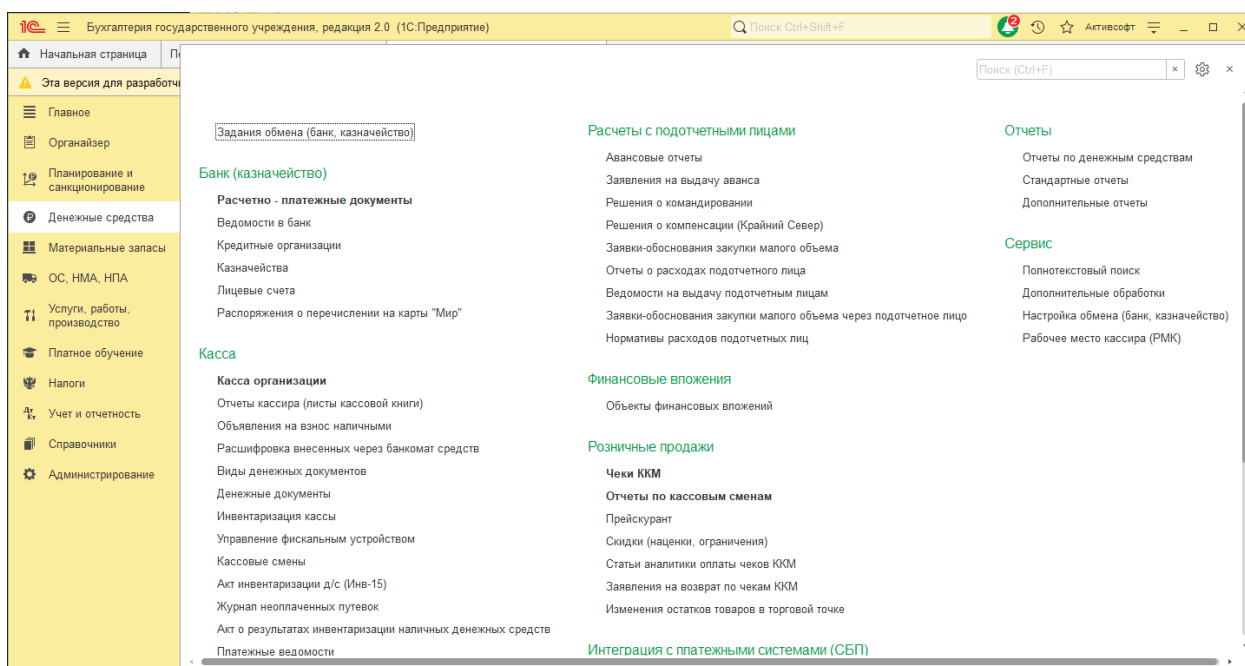 1С Бухгалтерия государственного учреждения, редакция 2.0 (1С:Предприятие)
Поиск Ctrl+Shift+F
2
Активсофт
Начальная страница
Эта версия для разработч
Поиск (Ctrl+F)
Главное
Органайзер
Планирование и
санкционирование
Денежные средства
Материальные запасы
ОС, НМА, НПА
Услуги, работы,
производство
Платное обучение
Налоги
Учет и отчетность
Справочники
Администрирование
Задания обмена (банк, казначейство)
Банк (казначейство)
Расчетно - платежные документы
Ведомости в банк
Кредитные организации
Казначейства
Лицевые счета
Распоряжения о перечислении на карты "Мир"
Касса
Касса организации
Отчеты кассира (листы кассовой книги)
Объявления на взнос наличными
Расшифровка внесенных через банкомат средств
Виды денежных документов
Денежные документы
Инвентаризация кассы
Управление фискальным устройством
Кассовые смены
Акт инвентаризации д/с (Инв-15)
Журнал неоплаченных путевок
Акт о результатах инвентаризации наличных денежных средств
Платежные ведомости
Расчеты с подотчетными лицами
Авансовые отчеты
Заявления на выдачу аванса
Решения о командировании
Решения о компенсации (Крайний Север)
Заявки-обоснования закупки малого объема
Отчеты о расходах подотчетного лица
Ведомости на выдачу подотчетным лицам
Заявки-обоснования закупки малого объема через подотчетное лицо
Нормативы расходов подотчетных лиц
Финансовые вложения
Объекты финансовых вложений
Розничные продажи
Чеки ККМ
Отчеты по кассовым сменам
Прейскурант
Скидки (наценки, ограничения)
Статьи аналитики оплаты чеков ККМ
Заявления на возврат по чекам ККМ
Изменения остатков товаров в торговой точке
Интеграция с платежными системами (СБП)
Отчеты
Отчеты по денежным средствам
Стандартные отчеты
Дополнительные отчеты
Сервис
Полнотекстовый поиск
Дополнительные обработки
Настройка обмена (банк, казначейство)
Рабочее место кассира (РМК)